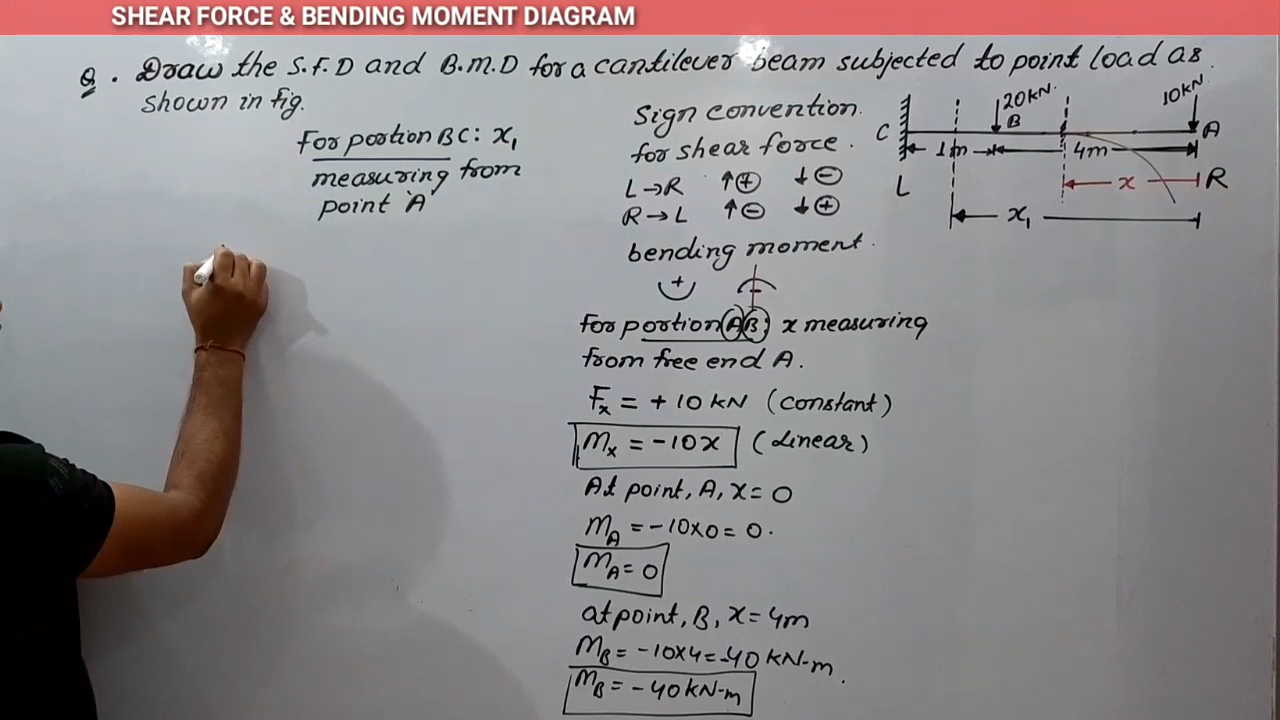 SHEAR FORCE & BENDING MOMENT DIAGRAM
Q. Draw the S.F.D and B.M.D for a cantilever beam subjected to point load as
shown in fig.
For portion BC: x₁
measuring from
point 'A'
Sign convention
for shear force.
L→R ↑⊕ ↓⊖
R→L ↑⊖ ↓⊕
bending moment.
+ −
For portion AB: x measuring
from free end A.
Fx = +10 kN (constant)
Mx = -10x (Linear)
At point, A, x = 0
MA = -10×0 = 0.
MA = 0
at point, B, x = 4m
MB = -10×4 = -40 kN-m.
MB = -40 kN-m
20kN. 10kN
C B A
1m 4m
L x R
x₁